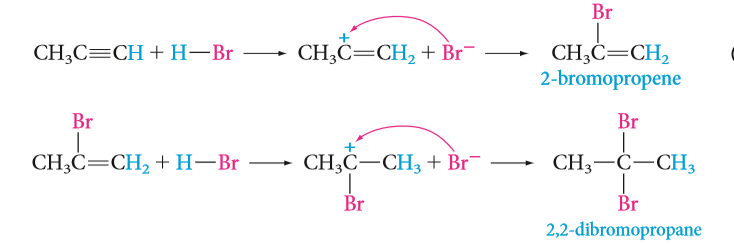 Br
CH₃C≡CH + H—Br ⟶ CH₃C⁺=CH₂ + Br⁻ ⟶ CH₃C=CH₂ (
2-bromopropene
Br Br
CH₃C=CH₂ + H—Br ⟶ CH₃C⁺—CH₃ + Br⁻ ⟶ CH₃—C—CH₃
Br Br
2,2-dibromopropane